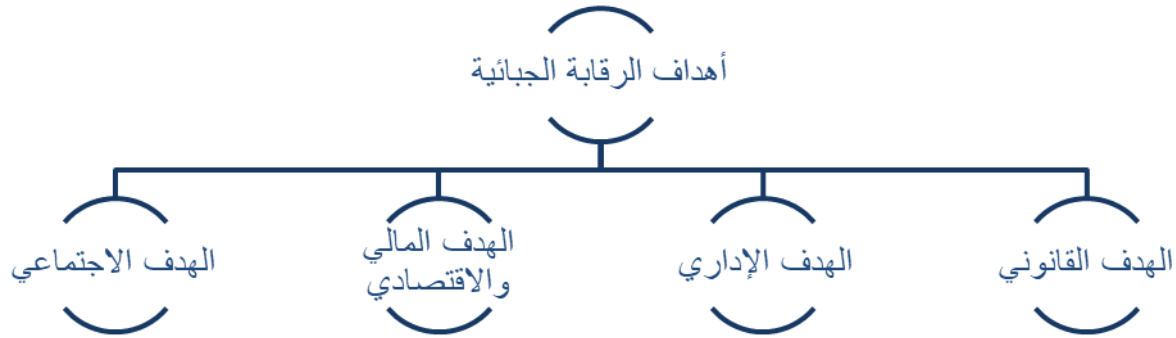 أهداف الرقابة الجبائية
الهدف القانوني
الهدف الإداري
الهدف المالي
والاقتصادي
الهدف الاجتماعي